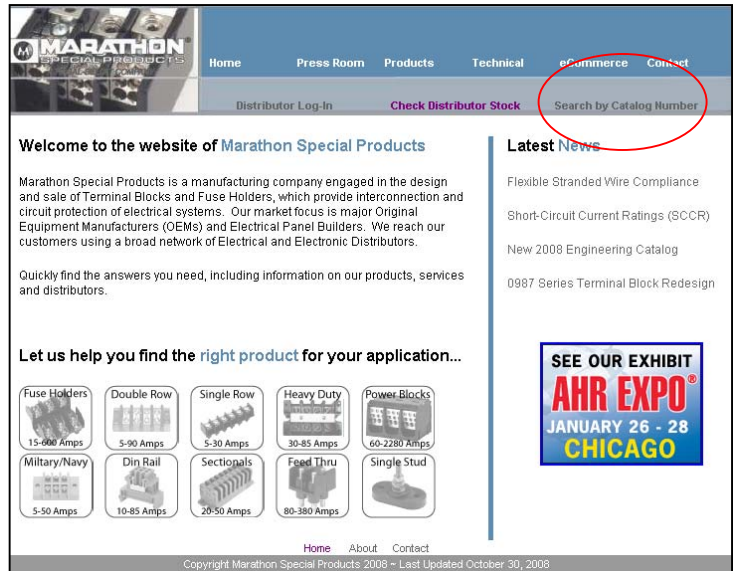 MARATHON
SPECIAL PRODUCTS
Home Press Room Products Technical eCommerce Contact
Distributor Log-In Check Distributor Stock Search by Catalog Number
Welcome to the website of Marathon Special Products
Marathon Special Products is a manufacturing company engaged in the design
and sale of Terminal Blocks and Fuse Holders, which provide interconnection and
circuit protection of electrical systems. Our market focus is major Original
Equipment Manufacturers (OEMs) and Electrical Panel Builders. We reach our
customers using a broad network of Electrical and Electronic Distributors.
Quickly find the answers you need, including information on our products, services
and distributors.
Let us help you find the right product for your application...
Fuse Holders
15-600 Amps
Double Row
5-90 Amps
Single Row
5-30 Amps
Heavy Duty
30-85 Amps
Power Blocks
60-2280 Amps
Miltary/Navy
5-50 Amps
Din Rail
10-85 Amps
Sectionals
20-50 Amps
Feed Thru
80-380 Amps
Single Stud
Latest News
Flexible Stranded Wire Compliance
Short-Circuit Current Ratings (SCCR)
New 2008 Engineering Catalog
0987 Series Terminal Block Redesign
SEE OUR EXHIBIT
AHR EXPO®
JANUARY 26 - 28
CHICAGO
Home About Contact
Copyright Marathon Special Products 2008 ~ Last Updated October 30, 2008